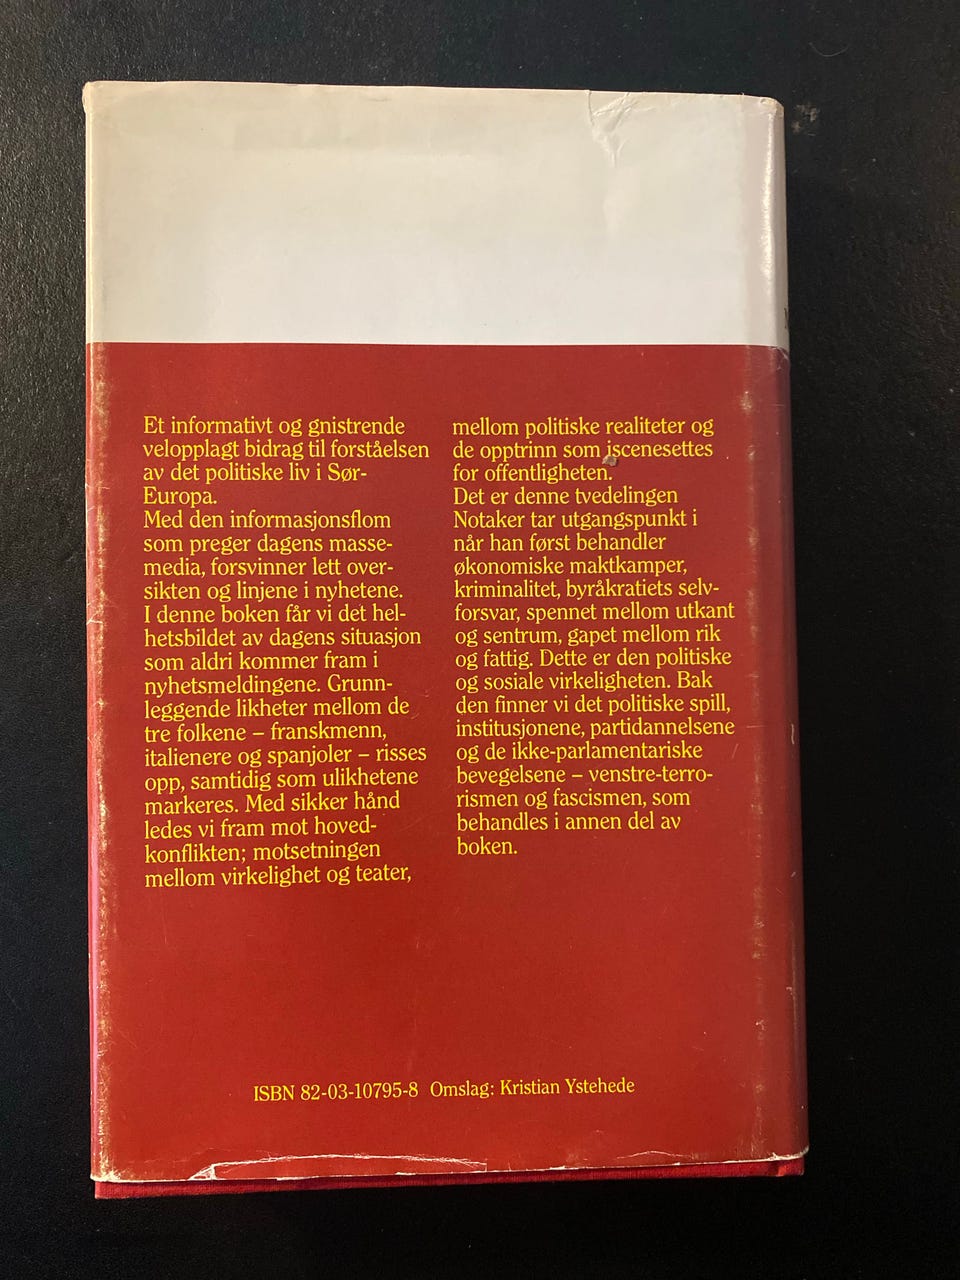 Et informativt og gnistrende
velopplagt bidrag til forståelsen
av det politiske liv i Sør-
Europa.
Med den informasjonsflom
som preger dagens masse-
media, forsvinner lett over-
sikten og linjene i nyhetene.
I denne boken får vi det hel-
hetsbildet av dagens situasjon
som aldri kommer fram i
nyhetsmeldingene. Grunn-
leggende likheter mellom de
tre folkene – franskmenn,
italienere og spanjoler – risses
opp, samtidig som ulikhetene
markeres. Med sikker hånd
ledes vi fram mot hoved-
konflikten; motsetningen
mellom virkelighet og teater,
mellom politiske realiteter og
de opptrinn som iscenesettes
for offentligheten.
Det er denne tvedelingen
Notaker tar utgangspunkt i
når han først behandler
økonomiske maktkamper,
kriminalitet, byråkratiets selv-
forsvar, spennet mellom utkant
og sentrum, gapet mellom rik
og fattig. Dette er den politiske
og sosiale virkeligheten. Bak
den finner vi det politiske spill,
institusjonene, partidannelsene
og de ikke-parlamentariske
bevegelsene – venstre-terro-
rismen og fascismen, som
behandles i annen del av
boken.
ISBN 82-03-10795-8 Omslag: Kristian Ystehede